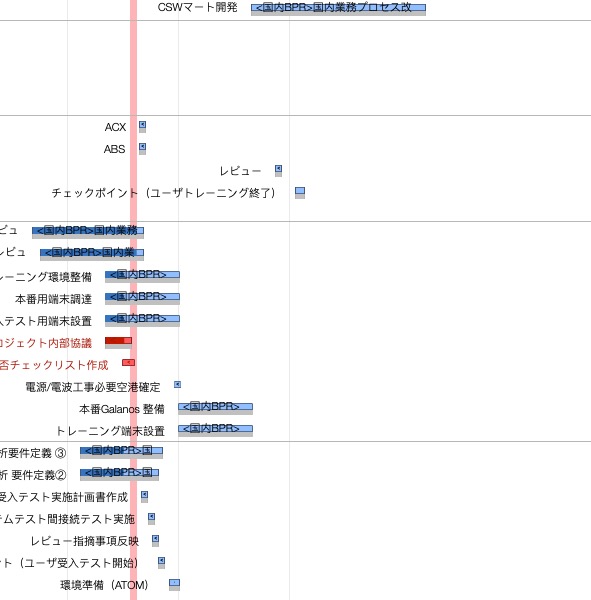 CSWマート開発 <国内BPR>国内業務プロセス改
ACX
ABS
レビュー
チェックポイント（ユーザトレーニング終了）
ビュ <国内BPR>国内業務
レビュ <国内BPR>国内業
レーニング環境整備 <国内BPR>
本番用端末調達 <国内BPR>
入テスト用端末設置 <国内BPR>
ロジェクト内部協議
否チェックリスト作成
電源/電波工事必要空港確定
本番Galanos 整備 <国内BPR>
トレーニング端末設置 <国内BPR>
析要件定義 ③ <国内BPR>国
析 要件定義② <国内BPR>国
受入テスト実施計画書作成
テムテスト間接続テスト実施
レビュー指摘事項反映
ント（ユーザ受入テスト開始）
環境準備（ATOM）